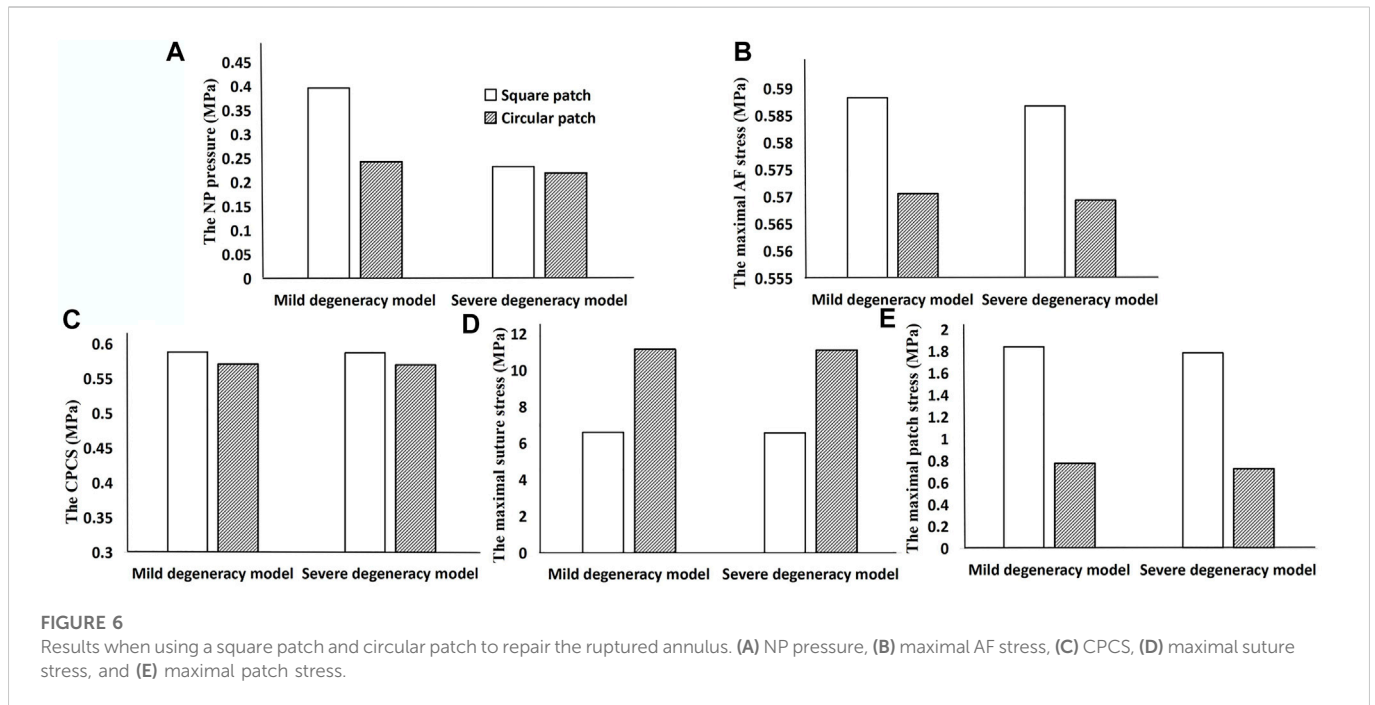 A
The NP pressure (MPa)
0.45
0.4
0.35
0.3
0.25
0.2
0.15
0.1
0.05
0
Square patch
Circular patch
Mild degeneracy model Severe degeneracy model
B
The maximal AF stress (MPa)
0.59
0.585
0.58
0.575
0.57
0.565
0.56
0.555
Mild degeneracy model Severe degeneracy model
C
The CPCS (MPa)
0.6
0.55
0.5
0.45
0.4
0.35
0.3
Mild degeneracy model Severe degeneracy model
D
The maximal suture stress (MPa)
12
10
8
6
4
2
0
Mild degeneracy model Severe degeneracy model
E
The maximal patch stress (MPa)
2
1.8
1.6
1.4
1.2
1
0.8
0.6
0.4
0.2
0
Mild degeneracy model Severe degeneracy model
FIGURE 6
Results when using a square patch and circular patch to repair the ruptured annulus. (A) NP pressure, (B) maximal AF stress, (C) CPCS, (D) maximal suture
stress, and (E) maximal patch stress.